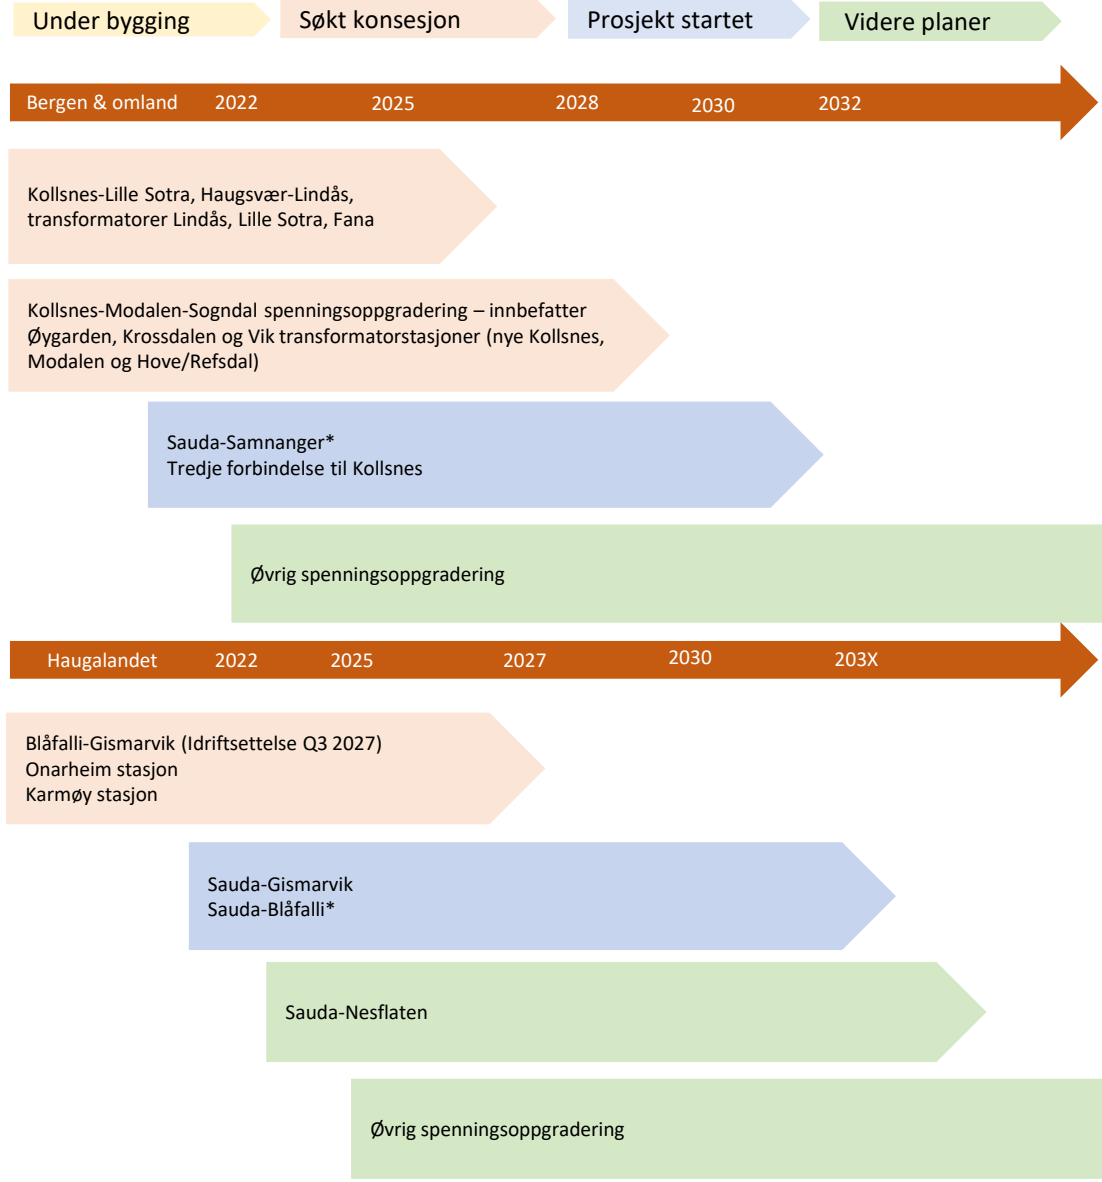 Under bygging
Søkt konsesjon
Prosjekt startet
Videre planer
Bergen & omland 2022 2025 2028 2030 2032
Kollsnes-Lille Sotra, Haugsvær-Lindås,
transformatorer Lindås, Lille Sotra, Fana
Kollsnes-Modalen-Sogndal spenningsoppgradering – innbefatter
Øygarden, Krossdalen og Vik transformatorstasjoner (nye Kollsnes,
Modalen og Hove/Refsdal)
Sauda-Samnanger*
Tredje forbindelse til Kollsnes
Øvrig spenningsoppgradering
Haugalandet 2022 2025 2027 2030 203X
Blåfalli-Gismarvik (Idriftsettelse Q3 2027)
Onarheim stasjon
Karmøy stasjon
Sauda-Gismarvik
Sauda-Blåfalli*
Sauda-Nesflaten
Øvrig spenningsoppgradering